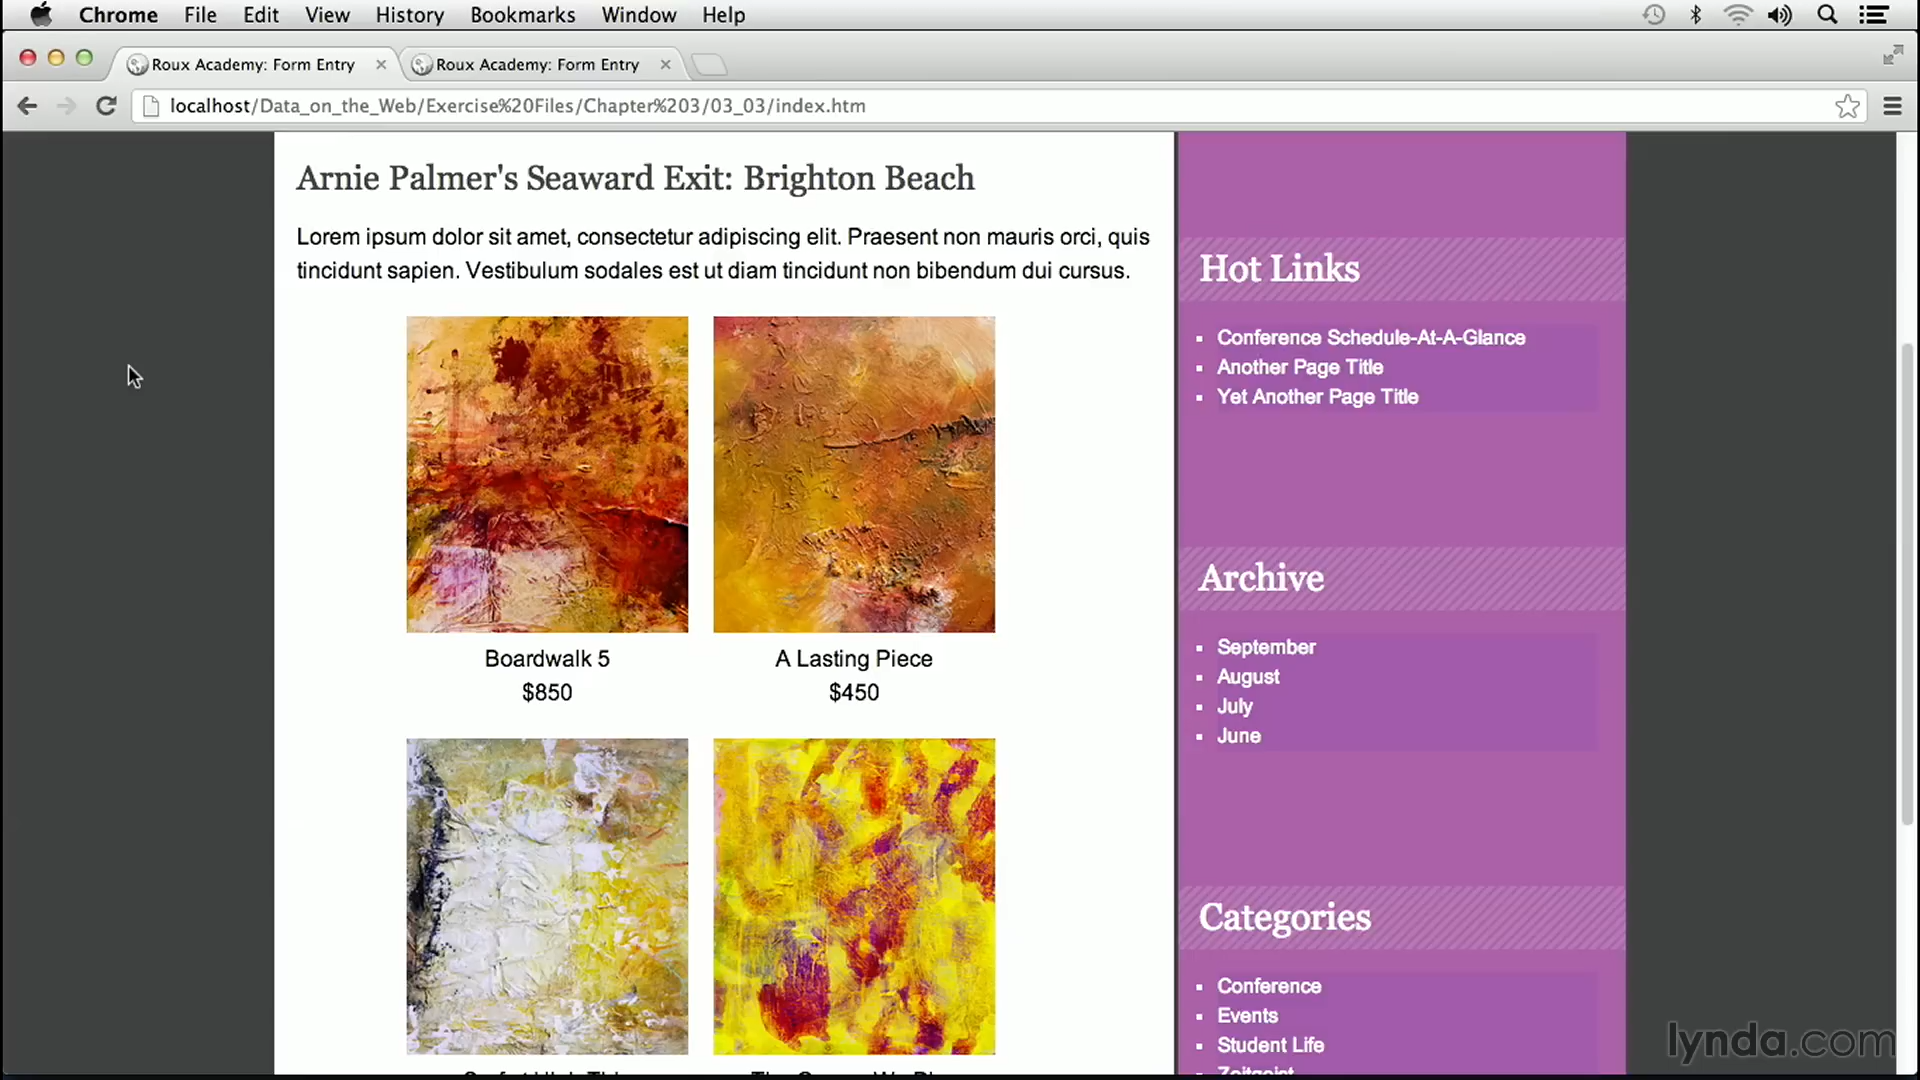 Chrome File Edit View History Bookmarks Window Help
Roux Academy: Form Entry
Roux Academy: Form Entry
localhost/Data_on_the_Web/Exercise%20Files/Chapter%203/03_03/index.htm
Arnie Palmer's Seaward Exit: Brighton Beach
Lorem ipsum dolor sit amet, consectetur adipiscing elit. Praesent non mauris orci, quis
tincidunt sapien. Vestibulum sodales est ut diam tincidunt non bibendum dui cursus.
Boardwalk 5
$850
A Lasting Piece
$450
Hot Links
Conference Schedule-At-A-Glance
Another Page Title
Yet Another Page Title
Archive
September
August
July
June
Categories
Conference
Events
Student Life
Zeitgeist
lynda.com